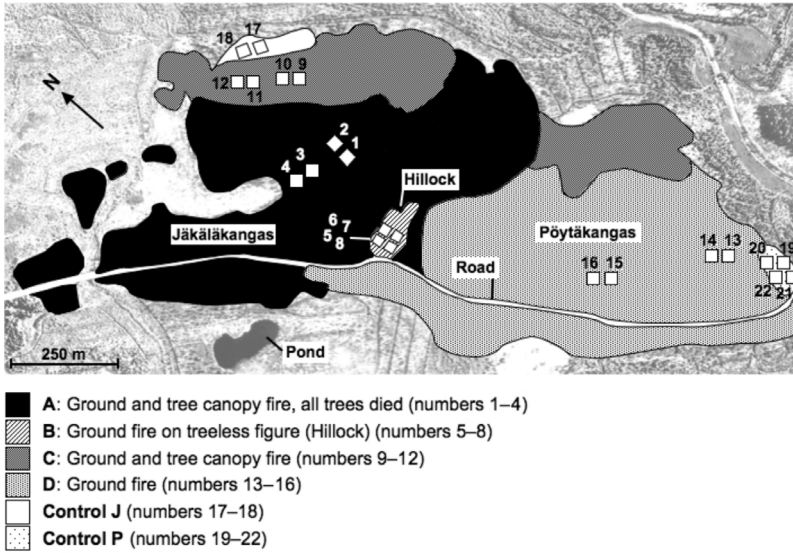 18 17
N
12 11 10 9
2
1
3
4
Hillock
6 7
5 8
Jäkäläkangas
Pöytäkangas
14 13
20 19
16 15
22 21
Road
250 m
Pond
A: Ground and tree canopy fire, all trees died (numbers 1–4)
B: Ground fire on treeless figure (Hillock) (numbers 5–8)
C: Ground and tree canopy fire (numbers 9–12)
D: Ground fire (numbers 13–16)
Control J (numbers 17–18)
Control P (numbers 19–22)